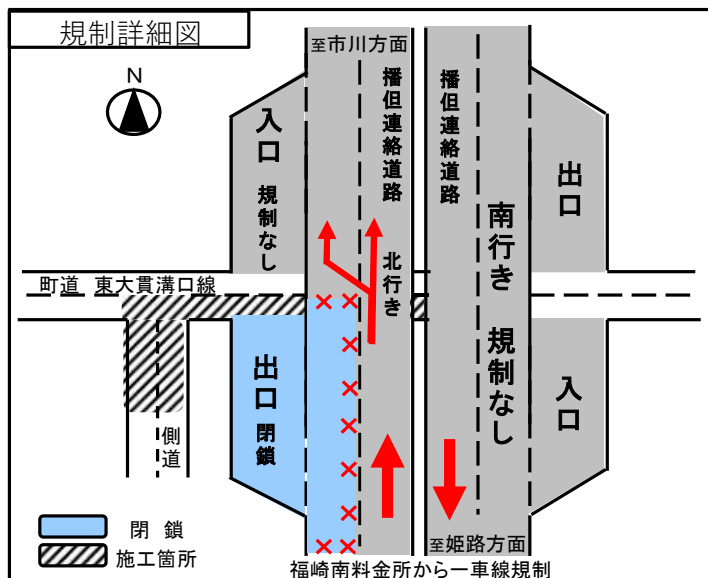 規制詳細図
N
至市川方面
播但連絡道路
播但連絡道路
入口 規制なし
出口
北行き
南行き 規制なし
町道 東大貫溝口線
出口 閉鎖
入口
側道
閉鎖
施工箇所
至姫路方面
福崎南料金所から一車線規制